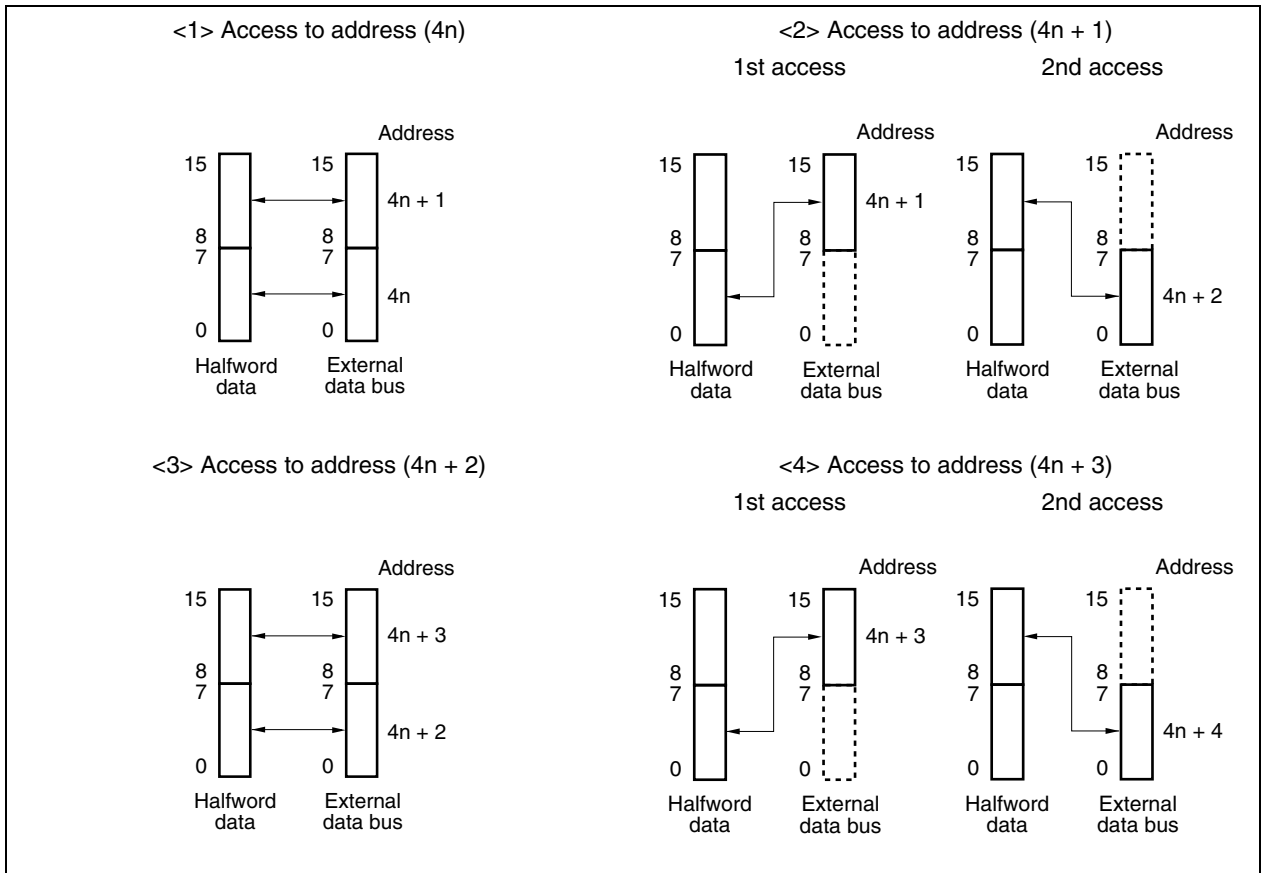 <1> Access to address (4n)
Address
15
15
4n + 1
8
8
7
7
4n
0
0
Halfword
data
External
data bus
<2> Access to address (4n + 1)
1st access
2nd access
Address
15
15
4n + 1
8
8
7
7
0
0
Halfword
data
External
data bus
Address
15
15
8
8
7
7
4n + 2
0
0
Halfword
data
External
data bus
<3> Access to address (4n + 2)
Address
15
15
4n + 3
8
8
7
7
4n + 2
0
0
Halfword
data
External
data bus
<4> Access to address (4n + 3)
1st access
2nd access
Address
15
15
4n + 3
8
8
7
7
0
0
Halfword
data
External
data bus
Address
15
15
8
8
7
7
4n + 4
0
0
Halfword
data
External
data bus